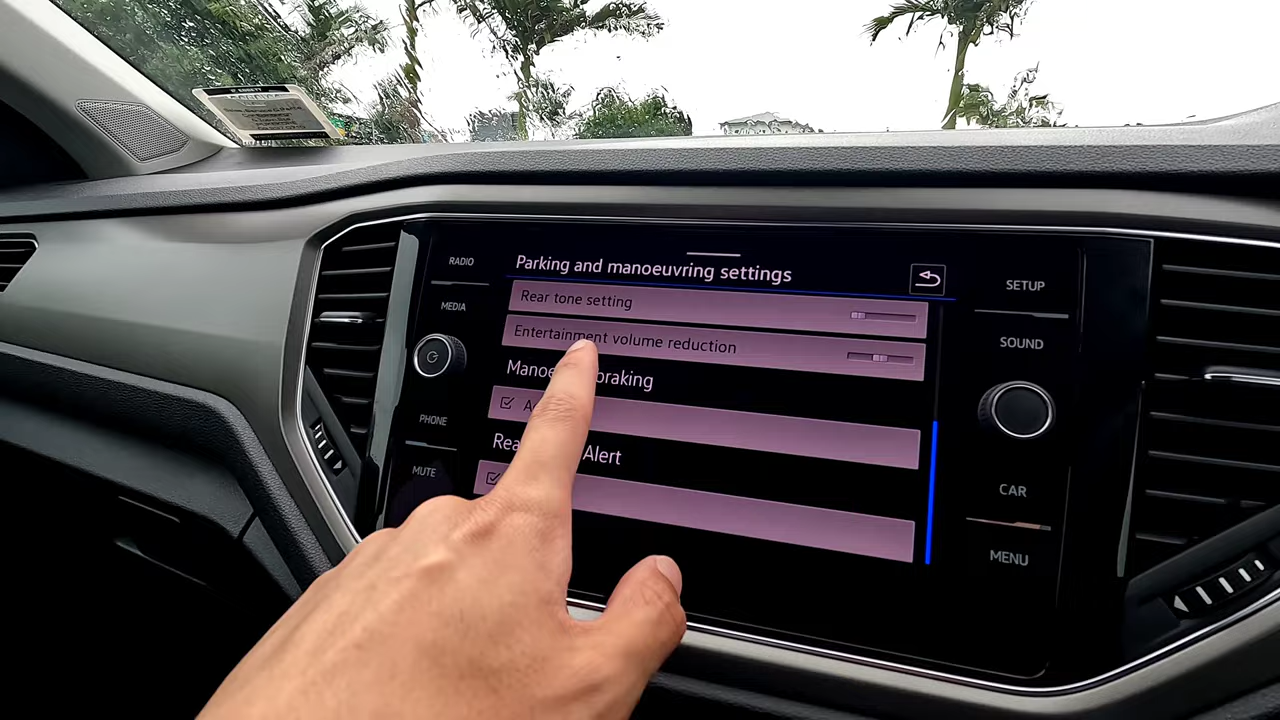 RADIO
MEDIA
PHONE
MUTE
Parking and manoeuvring settings
Rear tone setting
Entertainment volume reduction
Mano braking
A
Rea Alert
SETUP
SOUND
CAR
MENU